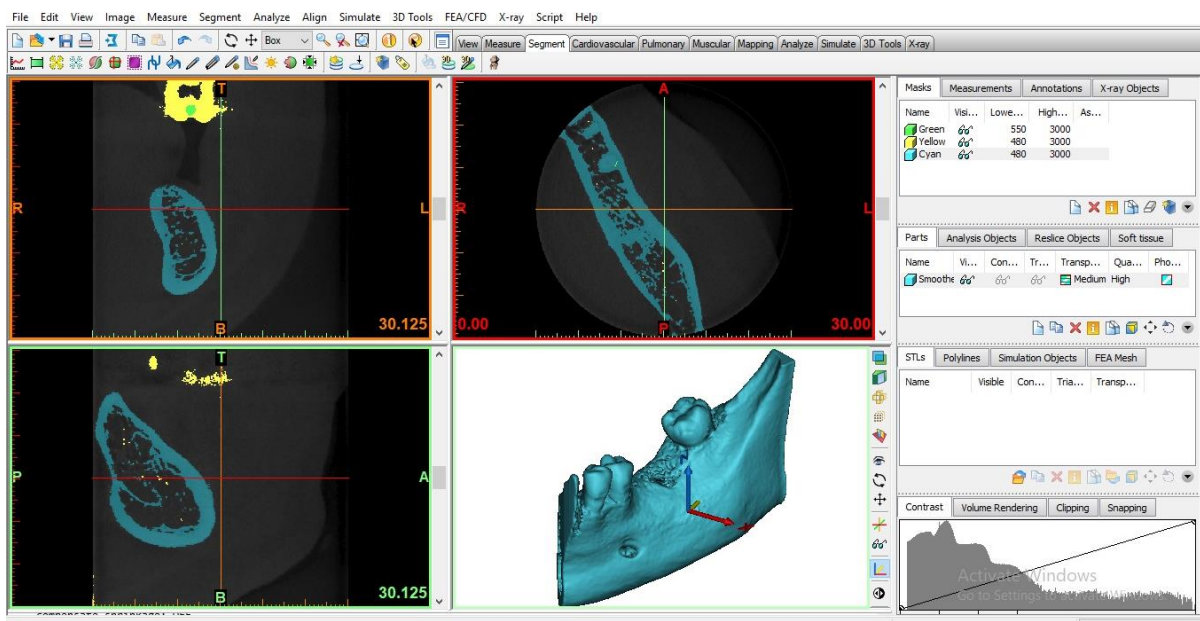 File Edit View Image Measure Segment Analyze Align Simulate 3D Tools FEA/CFD X-ray Script Help
Box View Measure Segment Cardiovascular Pulmonary Muscular Mapping Analyze Simulate 3D Tools X-ray
T
R L
B
30.125
A
R L
P
0.00 30.00
T
P A
B
30.125
X
Masks Measurements Annotations X-ray Objects
Name Visi... Lowe... High... As...
Green 550 3000
Yellow 480 3000
Cyan 480 3000
Parts Analysis Objects Reslice Objects Soft tissue
Name Vi... Con... Tr... Transp... Qua... Pho...
Smoothe Medium High
STLs Polylines Simulation Objects FEA Mesh
Name Visible Con... Tria... Transp...
Contrast Volume Rendering Clipping Snapping
Activate Windows
Go to Settings to activate Windows.